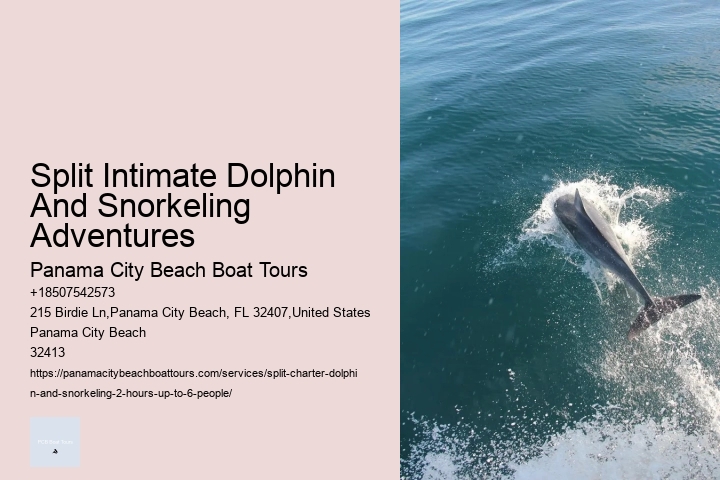 Split Intimate Dolphin
And Snorkeling
Adventures
Panama City Beach Boat Tours
+18507542573
215 Birdie Ln,Panama City Beach, FL 32407,United States
Panama City Beach
32413
https://panamacitybeachboattours.com/services/split-charter-dolphi
n-and-snorkeling-2-hours-up-to-6-people/